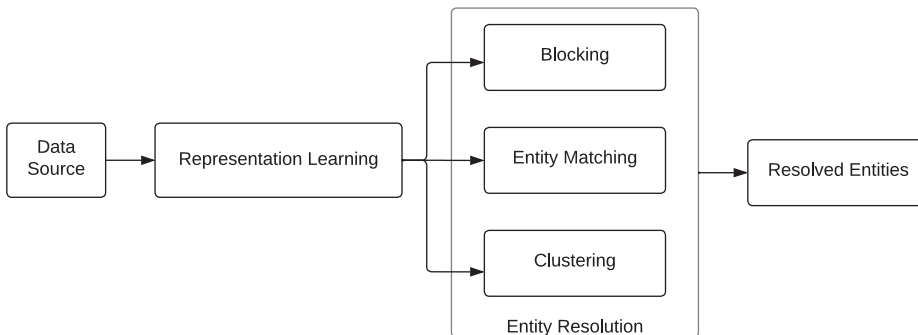 Data
Source
Representation Learning
Blocking
Entity Matching
Clustering
Entity Resolution
Resolved Entities